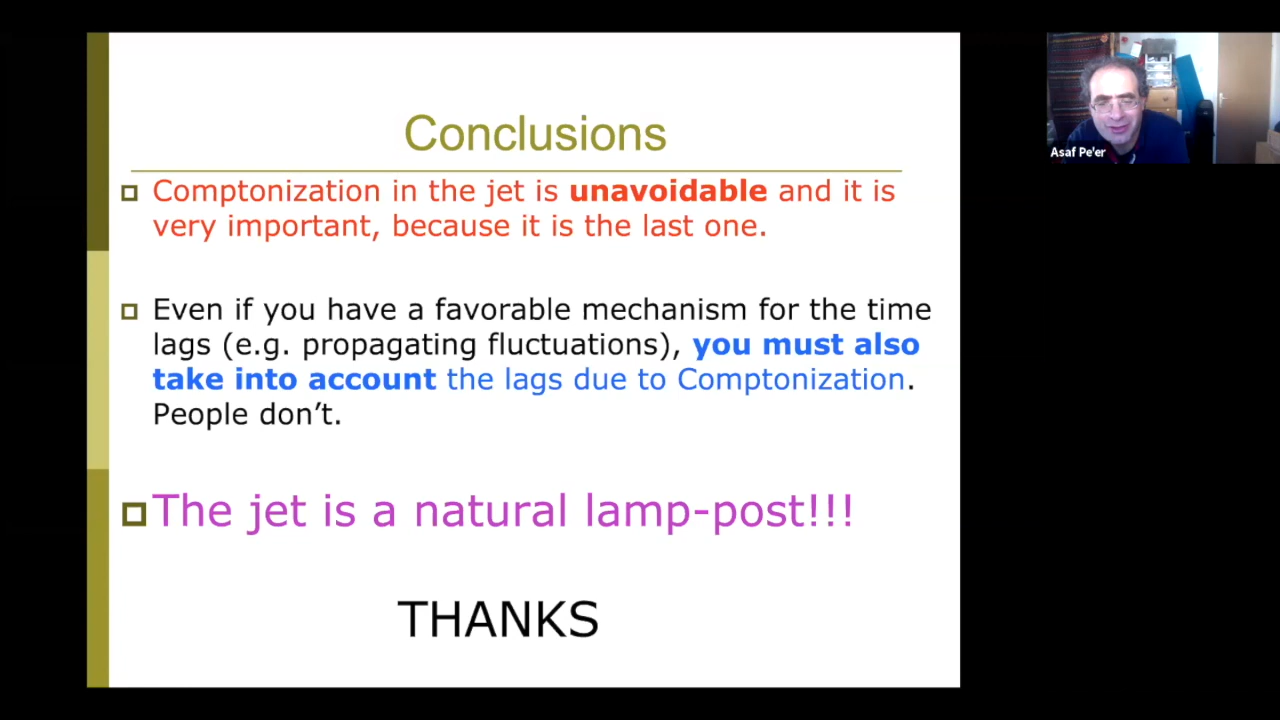 Conclusions
Comptonization in the jet is unavoidable and it is
very important, because it is the last one.
Even if you have a favorable mechanism for the time
lags (e.g. propagating fluctuations), you must also
take into account the lags due to Comptonization.
People don’t.
The jet is a natural lamp-post!!!
THANKS
Asaf Pe'er